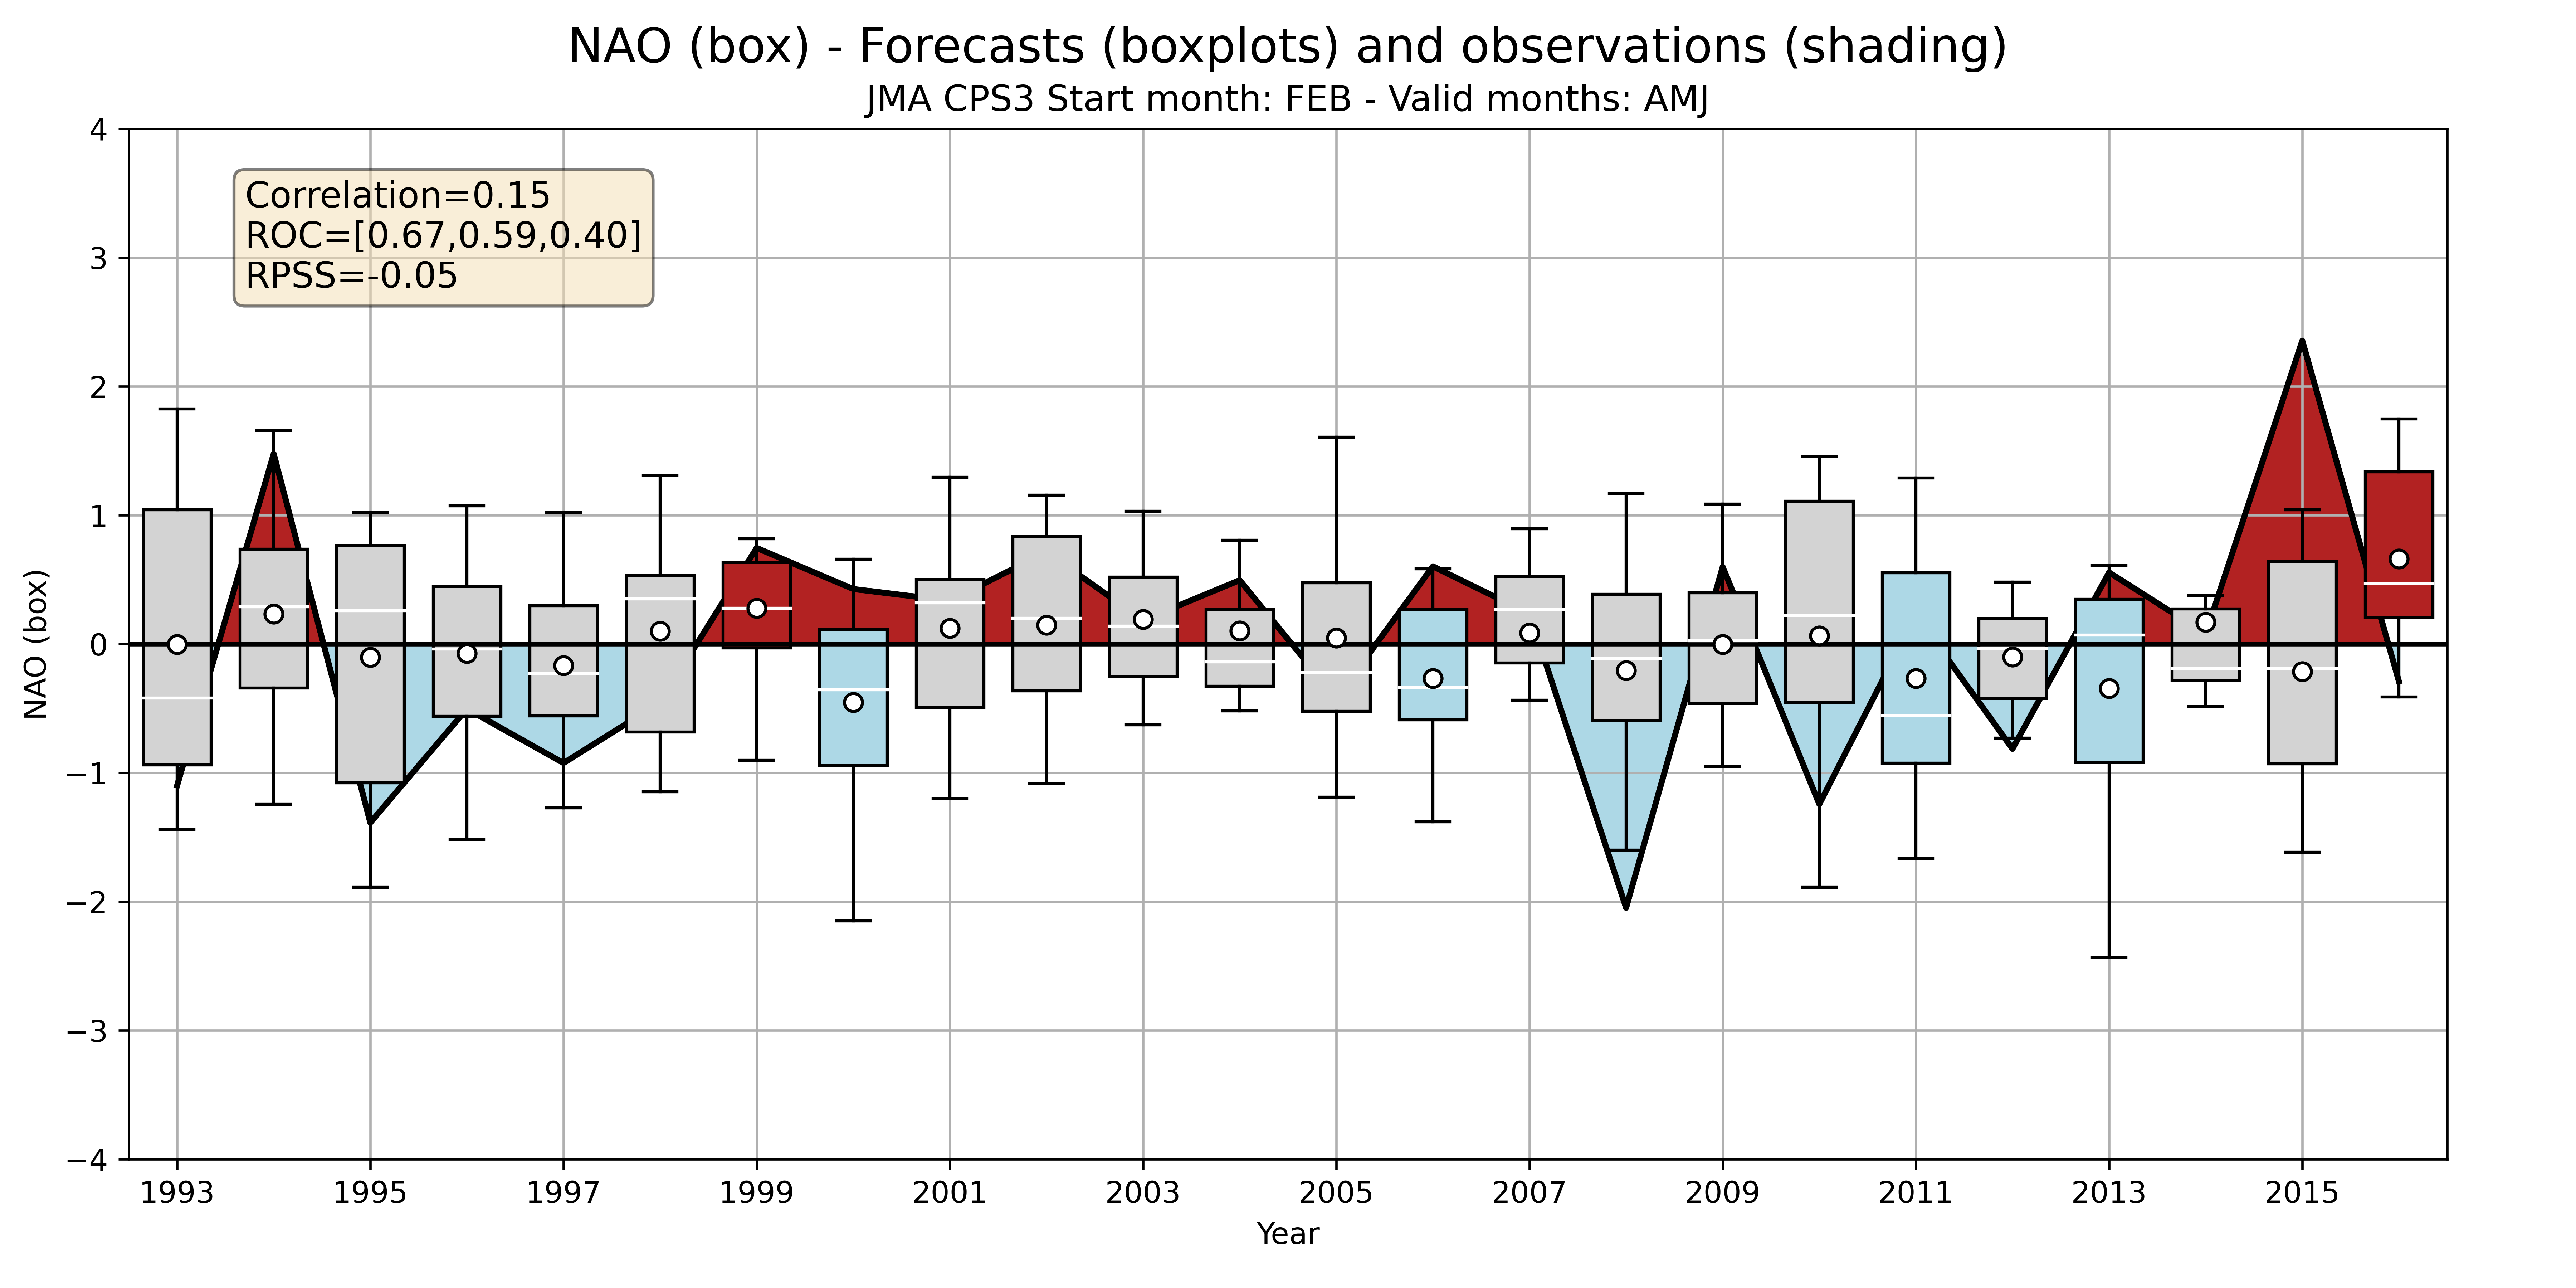 NAO (box) - Forecasts (boxplots) and observations (shading)
JMA CPS3 Start month: FEB - Valid months: AMJ
Correlation=0.15
ROC=[0.67,0.59,0.40]
RPSS=-0.05
NAO (box)
4
3
2
1
0
−1
−2
−3
−4
1993 1995 1997 1999 2001 2003 2005 2007 2009 2011 2013 2015
Year